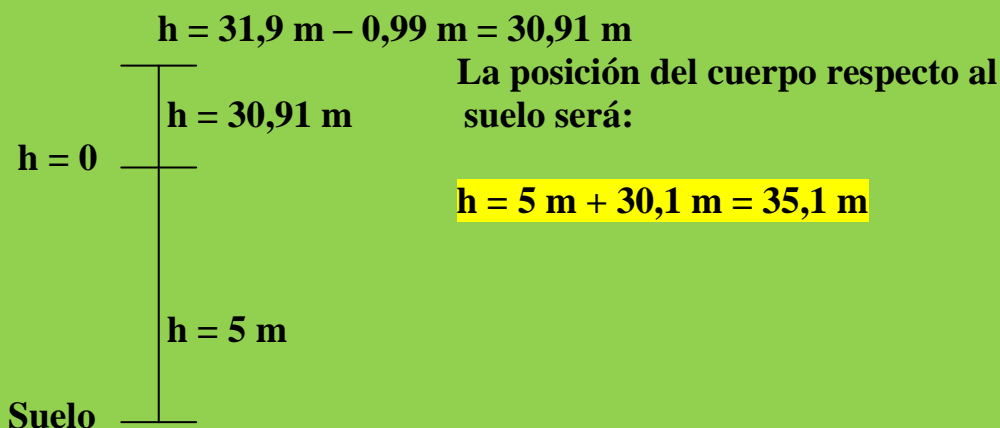 h = 31,9 m – 0,99 m = 30,91 m
La posición del cuerpo respecto al
h = 30,91 m
suelo será:
h = 0
h = 5 m + 30,1 m = 35,1 m
h = 5 m
Suelo